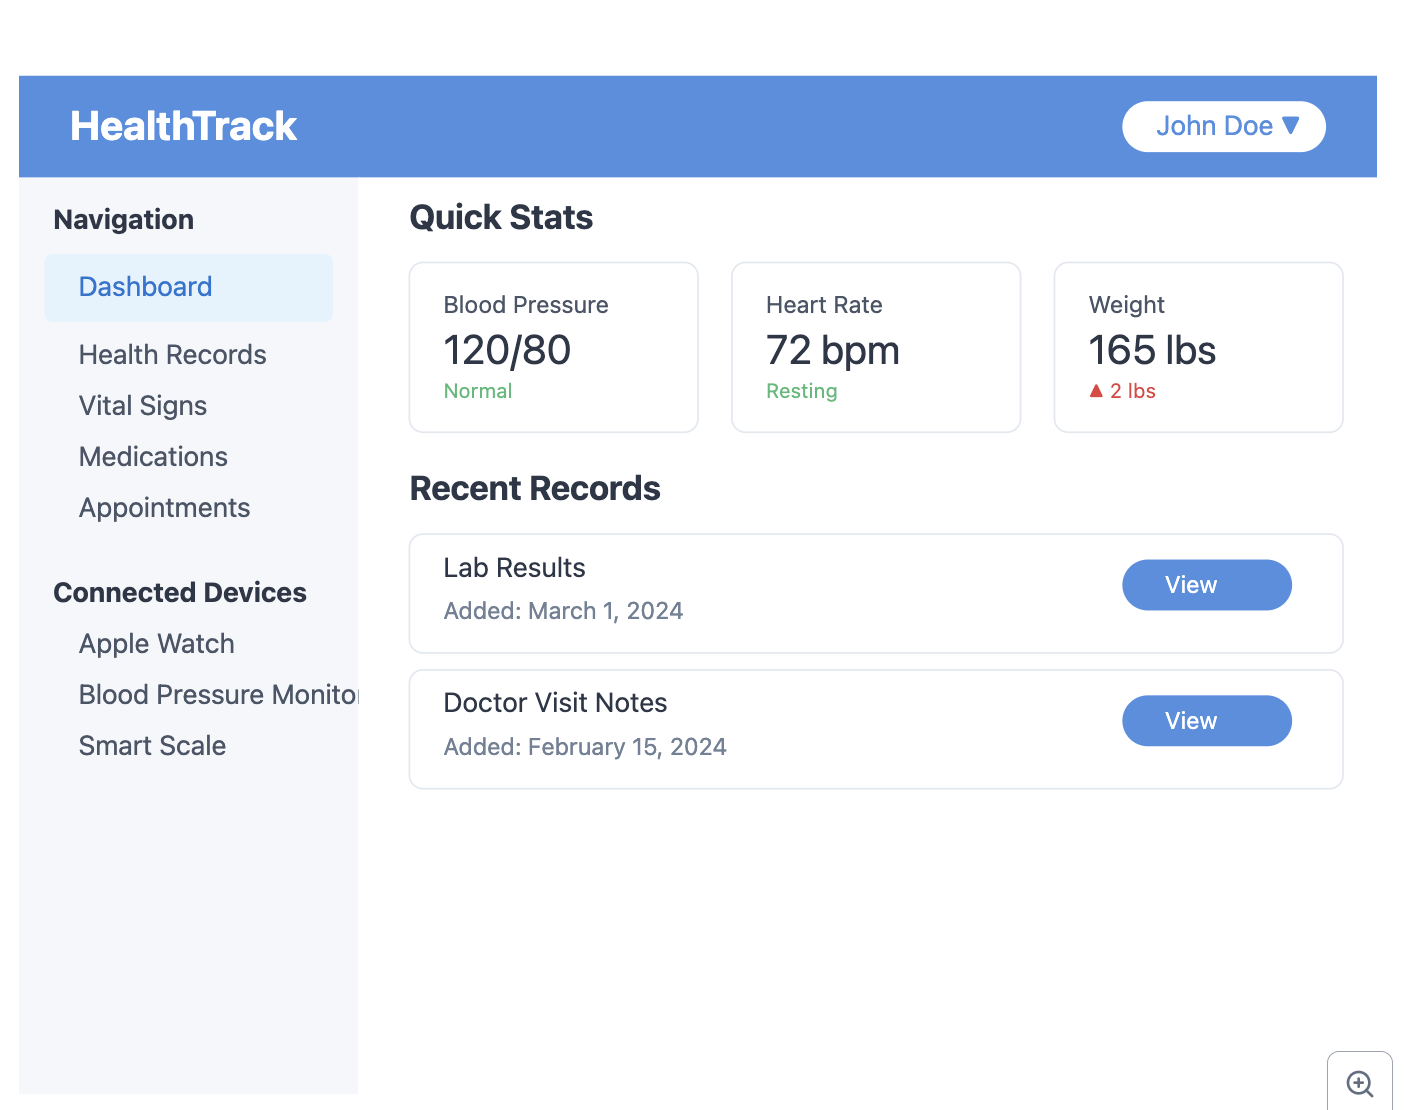 HealthTrack
John Doe ▼
Navigation
Dashboard
Health Records
Vital Signs
Medications
Appointments
Connected Devices
Apple Watch
Blood Pressure Monitor
Smart Scale
Quick Stats
Blood Pressure
120/80
Normal
Heart Rate
72 bpm
Resting
Weight
165 lbs
▲ 2 lbs
Recent Records
Lab Results
Added: March 1, 2024
View
Doctor Visit Notes
Added: February 15, 2024
View